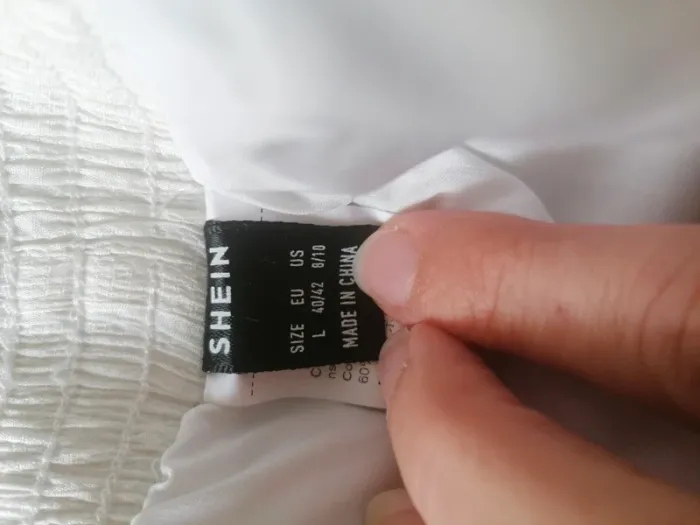 SHEIN
SIZE EU US
L 40/42 8/10
MADE IN CHINA